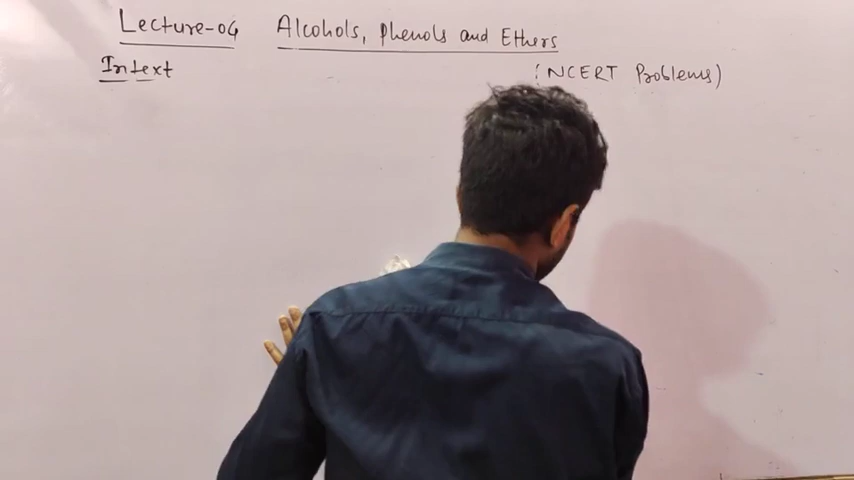 Lecture-04 Alcohols, Phenols and Ethers
Intext (NCERT Problems)